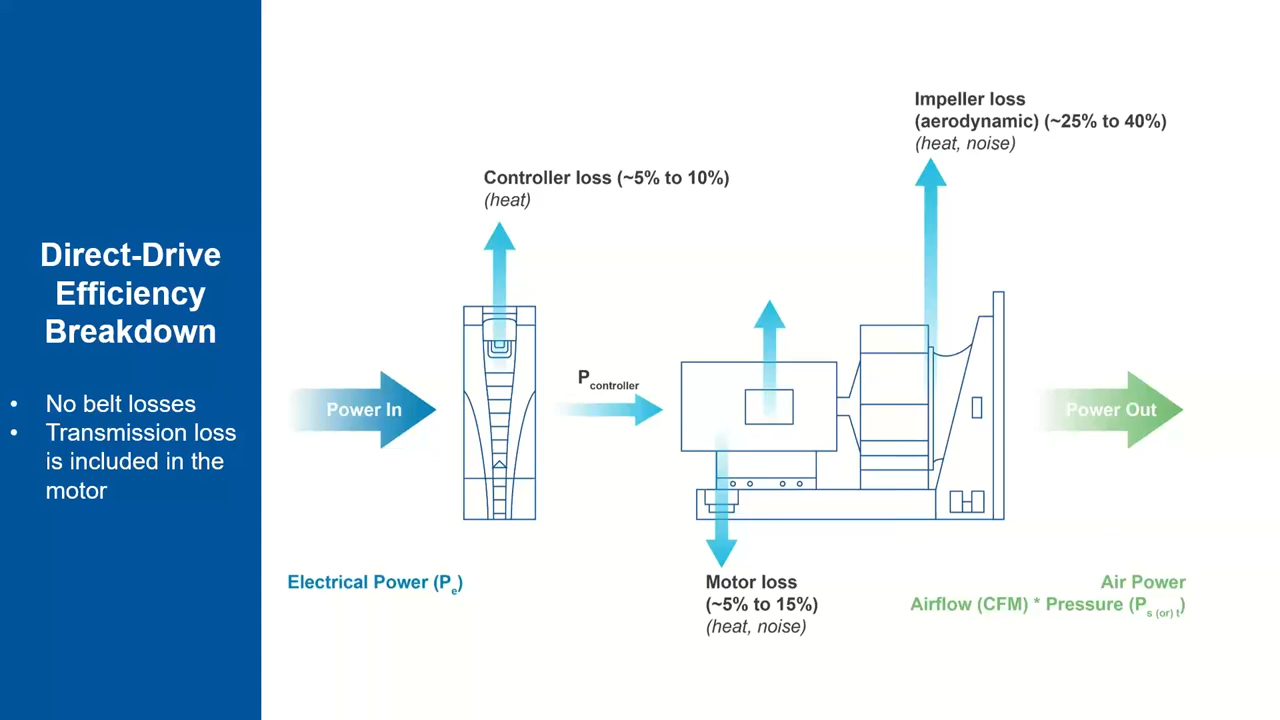 Direct-Drive
Efficiency
Breakdown
• No belt losses
• Transmission loss
is included in the
motor
Impeller loss
(aerodynamic) (~25% to 40%)
(heat, noise)
Controller loss (~5% to 10%)
(heat)
Power In
Pcontroller
Power Out
Electrical Power (Pe)
Motor loss
(~5% to 15%)
(heat, noise)
Air Power
Airflow (CFM) * Pressure (Ps (or) t)